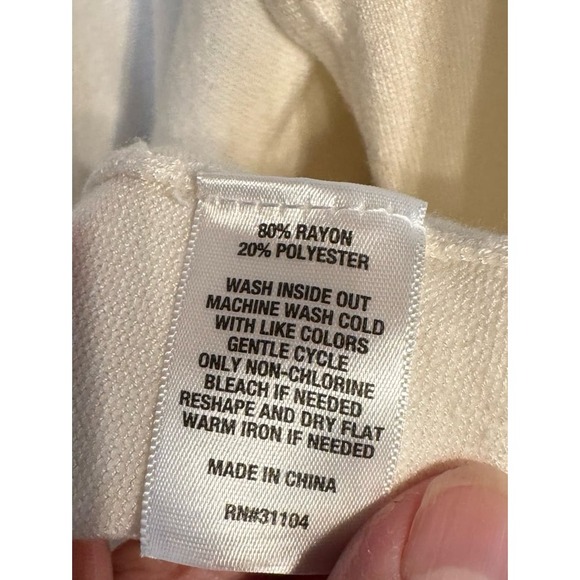 80% RAYON
20% POLYESTER
WASH INSIDE OUT
MACHINE WASH COLD
WITH LIKE COLORS
GENTLE CYCLE
ONLY NON-CHLORINE
BLEACH IF NEEDED
RESHAPE AND DRY FLAT
WARM IRON IF NEEDED
MADE IN CHINA
RN#31104